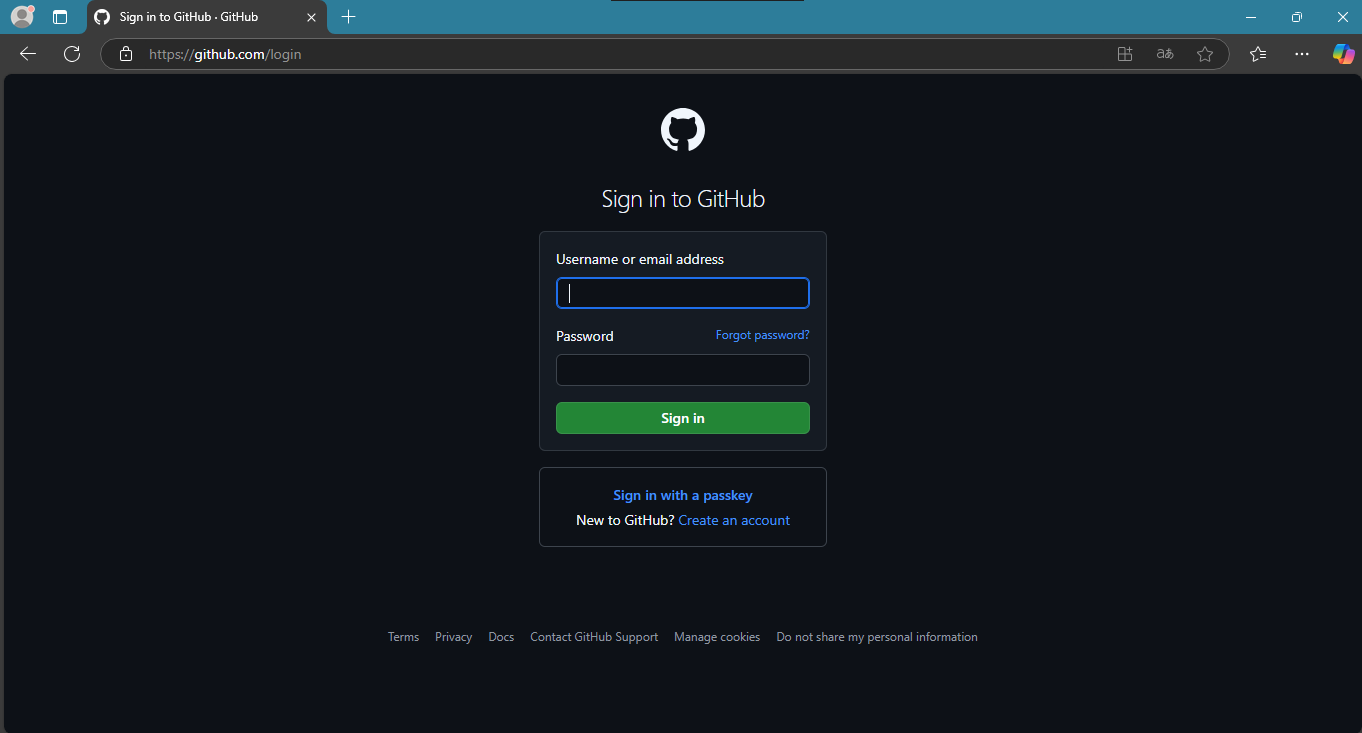 Sign in to GitHub · GitHub
https://github.com/login
aあ
Sign in to GitHub
Username or email address
Password Forgot password?
Sign in
Sign in with a passkey
New to GitHub? Create an account
Terms Privacy Docs Contact GitHub Support Manage cookies Do not share my personal information